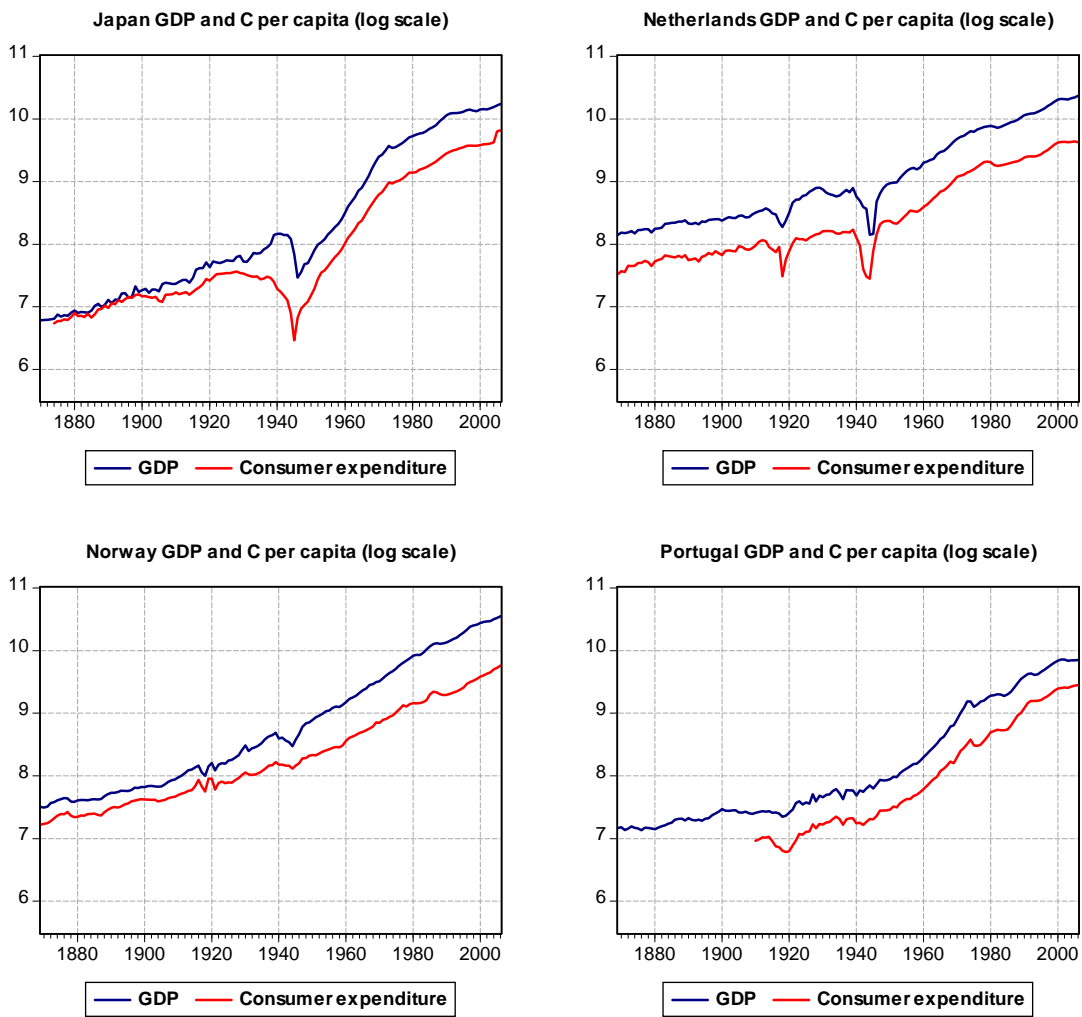 Japan GDP and C per capita (log scale)
11
10
9
8
7
6
1880 1900 1920 1940 1960 1980 2000
GDP Consumer expenditure
Netherlands GDP and C per capita (log scale)
11
10
9
8
7
6
1880 1900 1920 1940 1960 1980 2000
GDP Consumer expenditure
Norway GDP and C per capita (log scale)
11
10
9
8
7
6
1880 1900 1920 1940 1960 1980 2000
GDP Consumer expenditure
Portugal GDP and C per capita (log scale)
11
10
9
8
7
6
1880 1900 1920 1940 1960 1980 2000
GDP Consumer expenditure